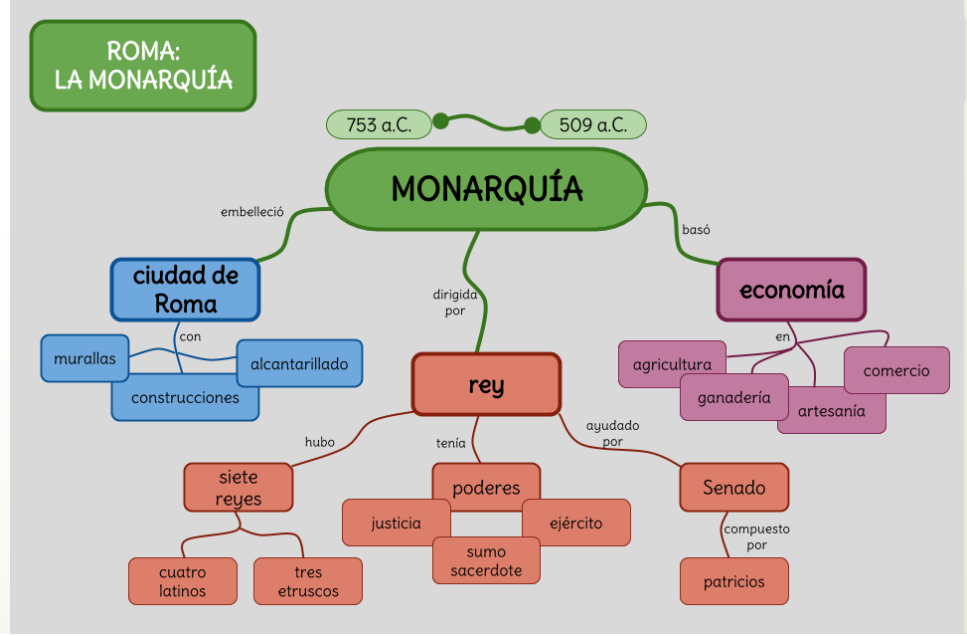 ROMA:
LA MONARQUÍA
753 a.C.
509 a.C.
MONARQUÍA
embelleció
basó
dirigida
por
ciudad de
Roma
con
murallas
alcantarillado
construcciones
economía
en
agricultura
ganadería
artesanía
comercio
rey
hubo
tenía
ayudado
por
siete
reyes
cuatro
latinos
tres
etruscos
poderes
justicia
ejército
sumo
sacerdote
Senado
compuesto
por
patricios